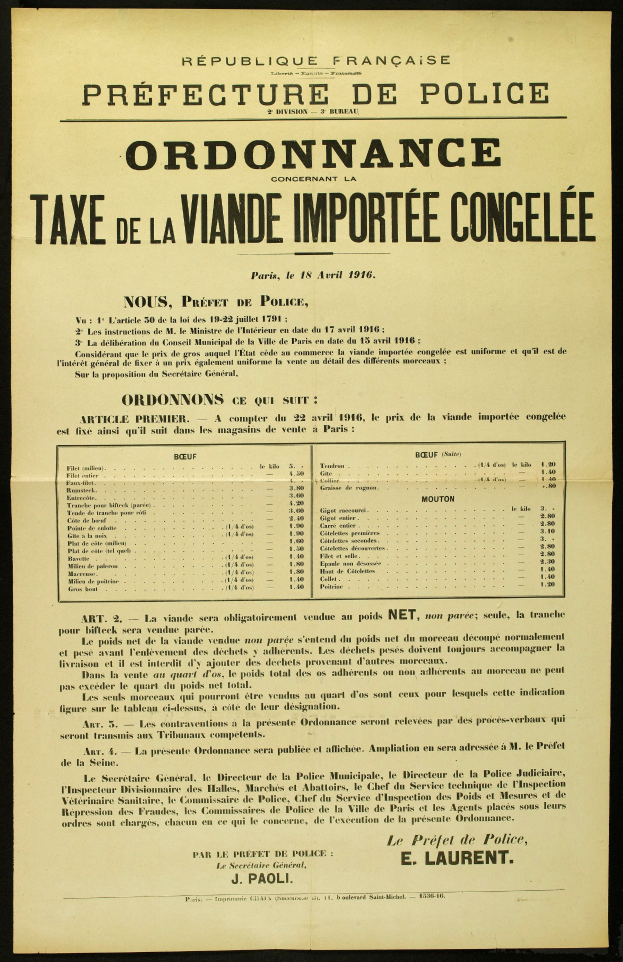 RÉPUBLIQUE FRANÇAISE
Liberté — Égalité — Fraternité
PRÉFECTURE DE POLICE
2e DIVISION — 3e BUREAU
ORDONNANCE
CONCERNANT LA
TAXE DE LA VIANDE IMPORTÉE CONGELÉE
Paris, le 18 Avril 1916.
NOUS, PRÉFET DE POLICE,
Vu : 1° L'article 30 de la loi des 19-22 juillet 1791 ;
2° Les instructions de M. le Ministre de l'Intérieur en date du 17 avril 1916 ;
3° La délibération du Conseil Municipal de la Ville de Paris en date du 15 avril 1916 ;
Considérant que le prix de gros auquel l'État cède au commerce la viande importée congelée est uniforme et qu'il est de
l'intérêt général de fixer à un prix également uniforme la vente au détail des différents morceaux ;
Sur la proposition du Secrétaire Général,
ORDONNONS CE QUI SUIT :
ARTICLE PREMIER. — A compter du 22 avril 1916, le prix de la viande importée congelée
est fixé ainsi qu'il suit dans les magasins de vente à Paris :
BŒUF
Filet (milieu) le kilo 5. »
Filet entier — 4.50
Faux-filet — 4. »
Rumsteck — 3.80
Entrecôte — 3.60
Tranche pour bifteck (parée) — 4.20
Tende de tranche pour rôti — 3.60
Côte de bœuf — 2.40
Pointe de culotte (1/4 d'os) — 1.90
Gîte à la noix (1/4 d'os) — 1.90
Plat de côte (milieu) — 1.60
Plat de côte (tel quel) — 1.50
Bavette (1/4 d'os) — 1.40
Milieu de paleron (1/4 d'os) — 1.80
Macreuse (1/4 d'os) — 1.80
Milieu de poitrine (1/4 d'os) — 1.40
Gros bout (1/4 d'os) — 1.40
BŒUF (Suite)
Tendron (1/4 d'os) le kilo 1.20
Gîte — 1.40
Collier (1/4 d'os) — 1.40
Graisse de rognon — ».80
MOUTON
Gigot raccourci le kilo 3. »
Gigot entier — 2.80
Carré entier — 2.80
Côtelettes premières — 3.10
Côtelettes secondes — 3. »
Côtelettes découvertes — 2.80
Filet et selle — 2.80
Épaule non désossée — 2.30
Haut de Côtelettes — 1.40
Collet — 1.40
Poitrine — 1.20
ART. 2. — La viande sera obligatoirement vendue au poids NET, non parée ; seule, la tranche
pour bifteck sera vendue parée.
Le poids net de la viande vendue non parée s'entend du poids net du morceau découpé normalement
et pesé avant l'enlèvement des déchets y adhérents. Les déchets pesés doivent toujours accompagner la
livraison et il est interdit d'y ajouter des déchets provenant d'autres morceaux.
Dans la vente au quart d'os, le poids total des os adhérents ou non adhérents au morceau ne peut
pas excéder le quart du poids net total.
Les seuls morceaux qui pourront être vendus au quart d'os sont ceux pour lesquels cette indication
figure sur le tableau ci-dessus, à côté de leur désignation.
ART. 3. — Les contraventions à la présente Ordonnance seront relevées par des procès-verbaux qui
seront transmis aux Tribunaux compétents.
ART. 4. — La présente Ordonnance sera publiée et affichée. Ampliation en sera adressée à M. le Préfet
de la Seine.
Le Secrétaire Général, le Directeur de la Police Municipale, le Directeur de la Police Judiciaire,
l'Inspecteur Divisionnaire des Halles, Marchés et Abattoirs, le Chef du Service technique de l'Inspection
Vétérinaire Sanitaire, le Commissaire de Police, Chef du Service d'Inspection des Poids et Mesures et de
Répression des Fraudes, les Commissaires de Police de la Ville de Paris et les Agents placés sous leurs
ordres sont chargés, chacun en ce qui le concerne, de l'exécution de la présente Ordonnance.
Le Préfet de Police,
E. LAURENT.
PAR LE PRÉFET DE POLICE :
Le Secrétaire Général,
J. PAOLI.
Paris. — Imprimerie CHAIX boulevard Saint-Michel. — 1536-16.